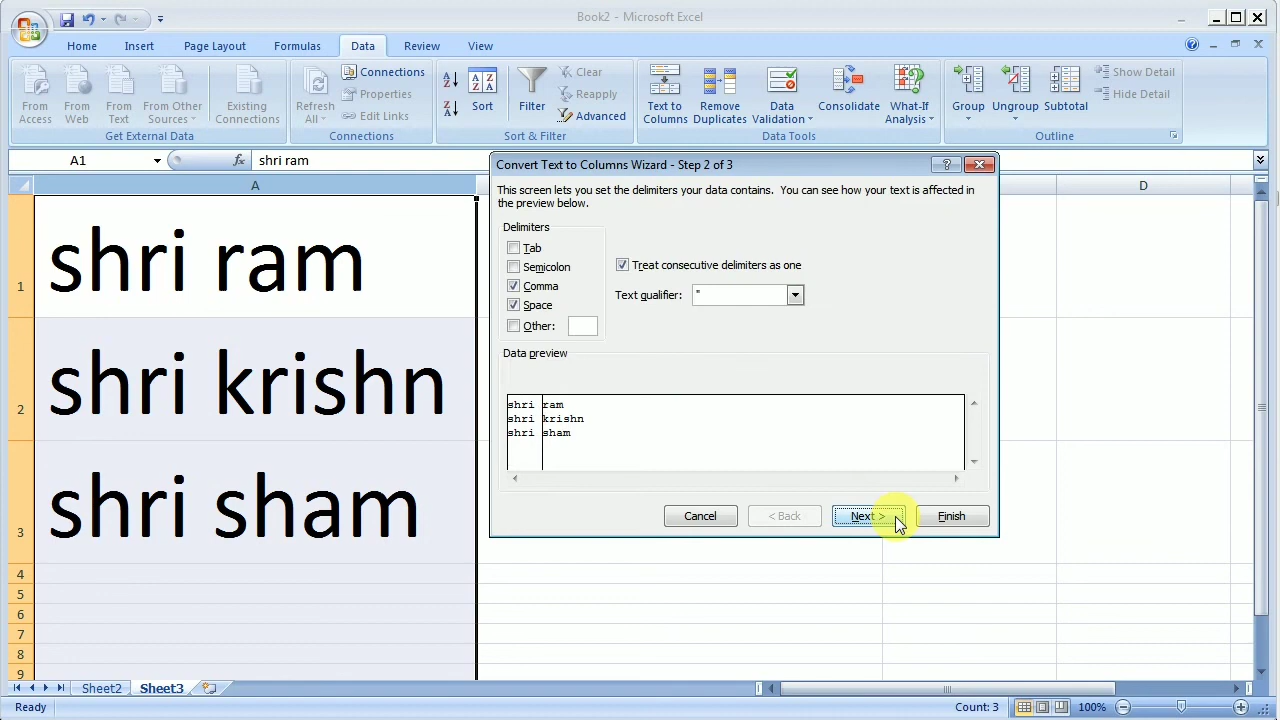 Book2 - Microsoft Excel
Home Insert Page Layout Formulas Data Review View
From Access
From Web
From Text
From Other Sources
Existing Connections
Get External Data
Refresh All
Connections
Properties
Edit Links
Connections
Sort
Filter
Clear
Reapply
Advanced
Sort & Filter
Text to Columns
Remove Duplicates
Data Validation
Consolidate
What-If Analysis
Data Tools
Group
Ungroup
Subtotal
Show Detail
Hide Detail
Outline
A1 fx shri ram
A D
1 shri ram
2 shri krishn
3 shri sham
4
5
6
7
8
9
Convert Text to Columns Wizard - Step 2 of 3
This screen lets you set the delimiters your data contains. You can see how your text is affected in
the preview below.
Delimiters
Tab
Semicolon
Comma
Space
Other:
Treat consecutive delimiters as one
Text qualifier: "
Data preview
shri ram
shri krishn
shri sham
Cancel < Back Next > Finish
Sheet2 Sheet3
Ready Count: 3 100%